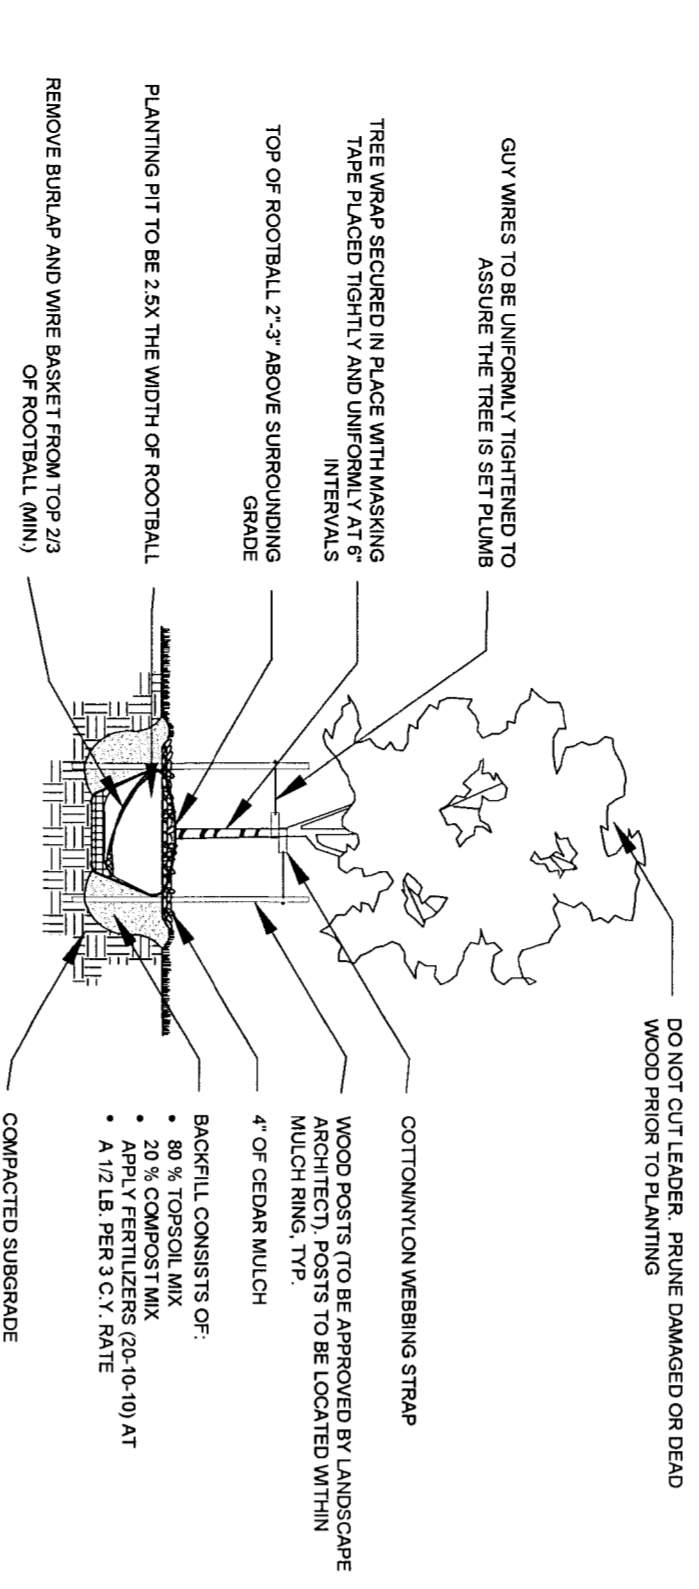 GUY WIRES TO BE UNIFORMLY TIGHTENED TO
ASSURE THE TREE IS SET PLUMB
TREE WRAP SECURED IN PLACE WITH MASKING
TAPE PLACED TIGHTLY AND UNIFORMLY AT 6"
INTERVALS
TOP OF ROOTBALL 2"-3" ABOVE SURROUNDING
GRADE
PLANTING PIT TO BE 2.5X THE WIDTH OF ROOTBALL
REMOVE BURLAP AND WIRE BASKET FROM TOP 2/3
OF ROOTBALL (MIN.)
DO NOT CUT LEADER. PRUNE DAMAGED OR DEAD
WOOD PRIOR TO PLANTING
COTTON/NYLON WEBBING STRAP
WOOD POSTS (TO BE APPROVED BY LANDSCAPE
ARCHITECT). POSTS TO BE LOCATED WITHIN
MULCH RING, TYP.
4" OF CEDAR MULCH
BACKFILL CONSISTS OF:
• 80 % TOPSOIL MIX
• 20 % COMPOST MIX
• APPLY FERTILIZERS (20-10-10) AT
• A 1/2 LB. PER 3 C.Y. RATE
COMPACTED SUBGRADE